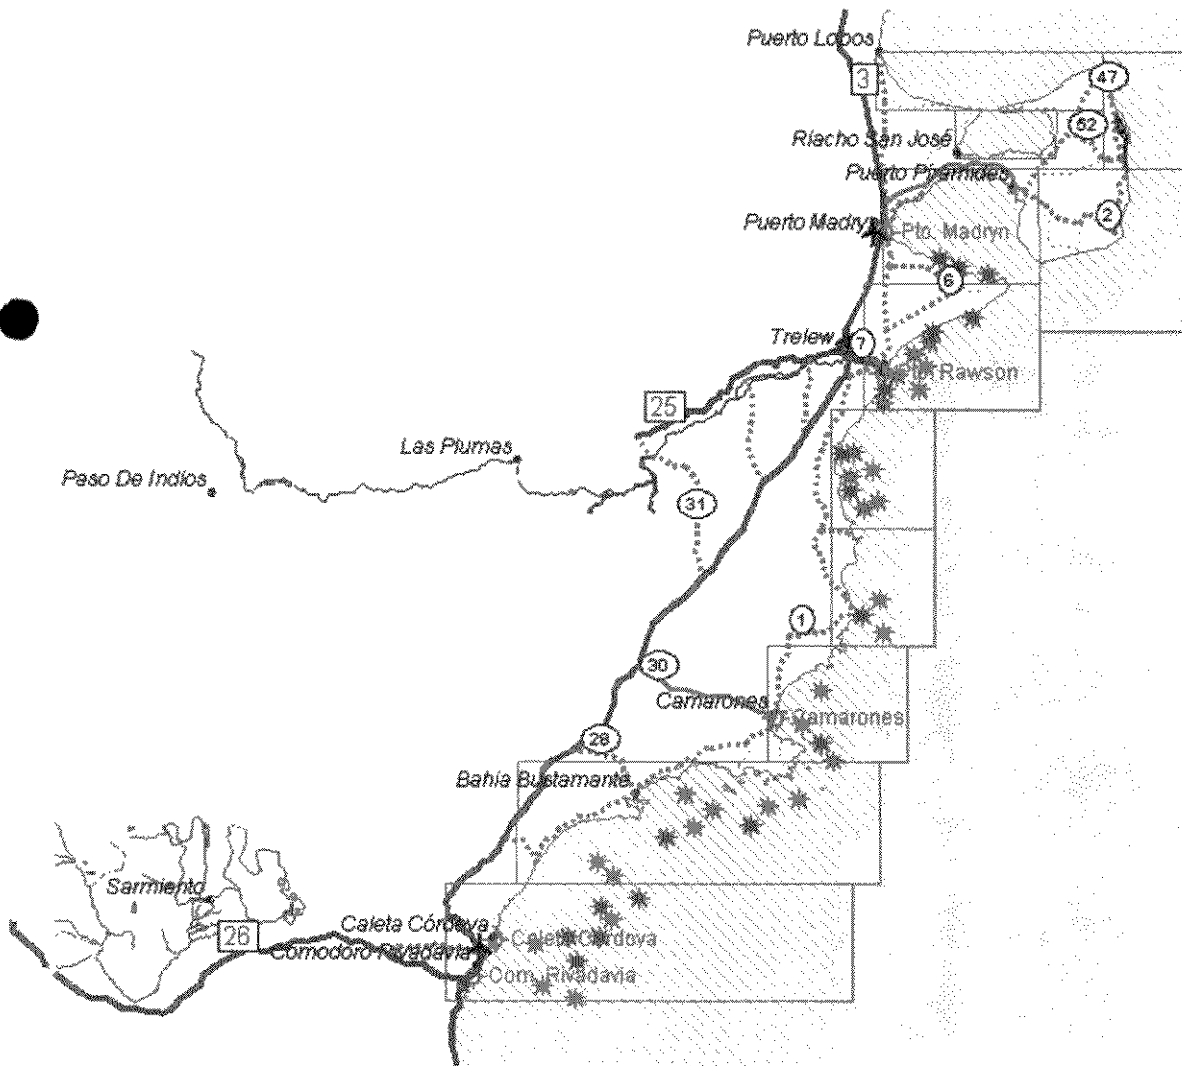 Puerto Lobos
3
47
52
Riacho San José
Puerto Pirámides
2
Puerto Madryn
Pto. Madryn
6
Trelew
7
Rawson
25
Las Plumas
Paso De Indios
31
1
30
Camarones
Camarones
28
Bahía Bustamante
Sarmiento
Caleta Córdova
26
Caleta Córdova
Comodoro Rivadavia
Com. Rivadavia